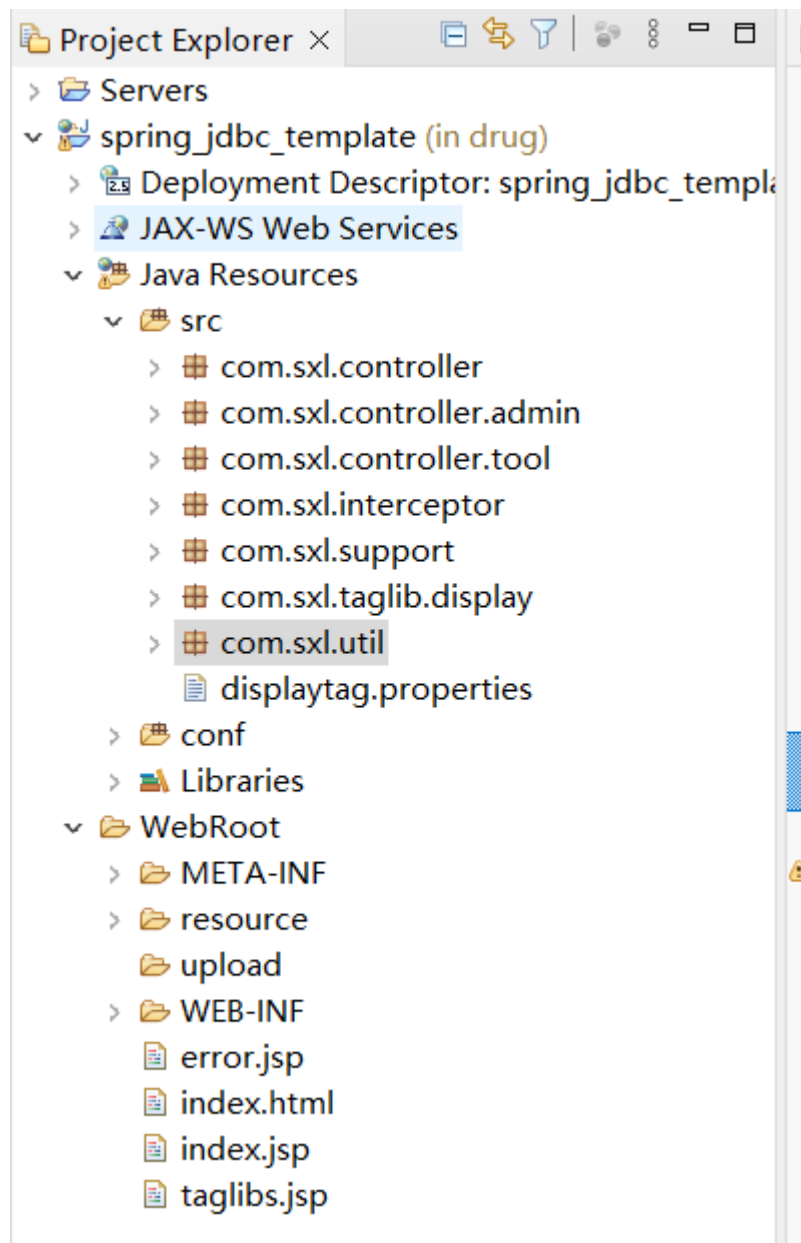 Project Explorer ×
Servers
spring_jdbc_template (in drug)
2.5 Deployment Descriptor: spring_jdbc_templa
JAX-WS Web Services
Java Resources
src
com.sxl.controller
com.sxl.controller.admin
com.sxl.controller.tool
com.sxl.interceptor
com.sxl.support
com.sxl.taglib.display
com.sxl.util
displaytag.properties
conf
Libraries
WebRoot
META-INF
resource
upload
WEB-INF
error.jsp
index.html
index.jsp
taglibs.jsp